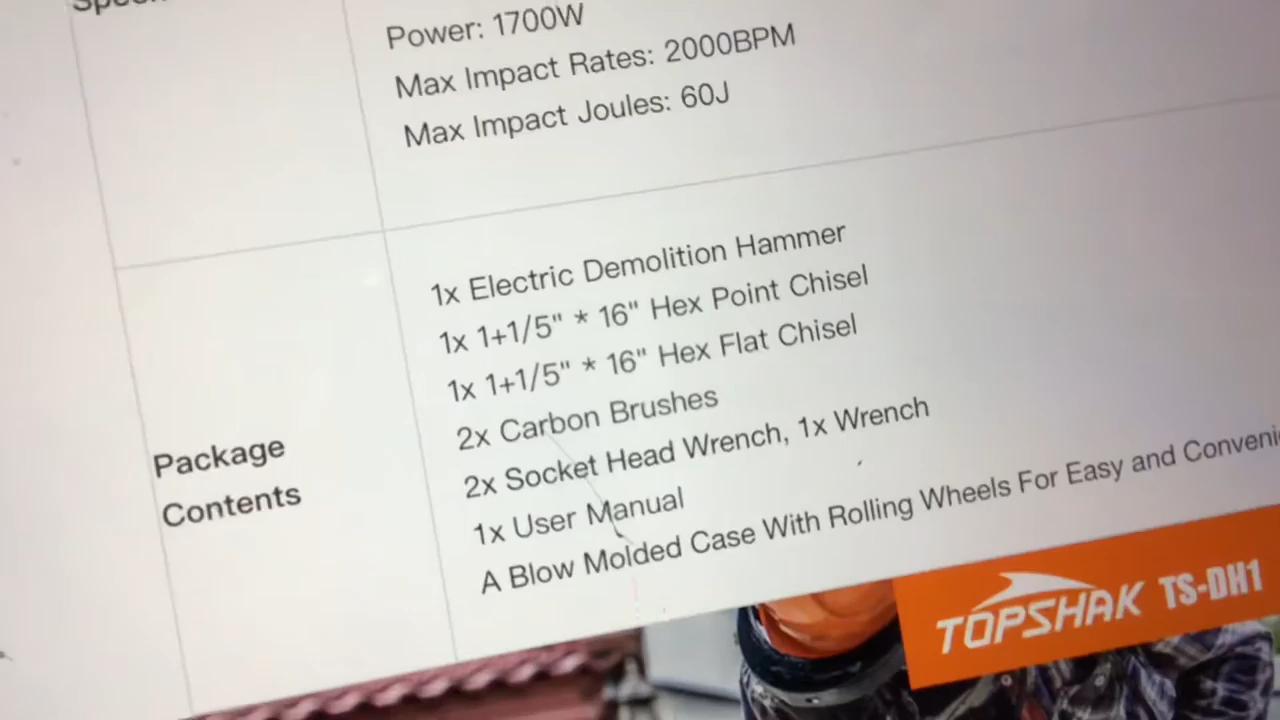 Power: 1700W
Max Impact Rates: 2000BPM
Max Impact Joules: 60J
Package
Contents
1x Electric Demolition Hammer
1x 1+1/5" * 16" Hex Point Chisel
1x 1+1/5" * 16" Hex Flat Chisel
2x Carbon Brushes
2x Socket Head Wrench, 1x Wrench
1x User Manual
A Blow Molded Case With Rolling Wheels For Easy and
TOPSHAK TS-DH1